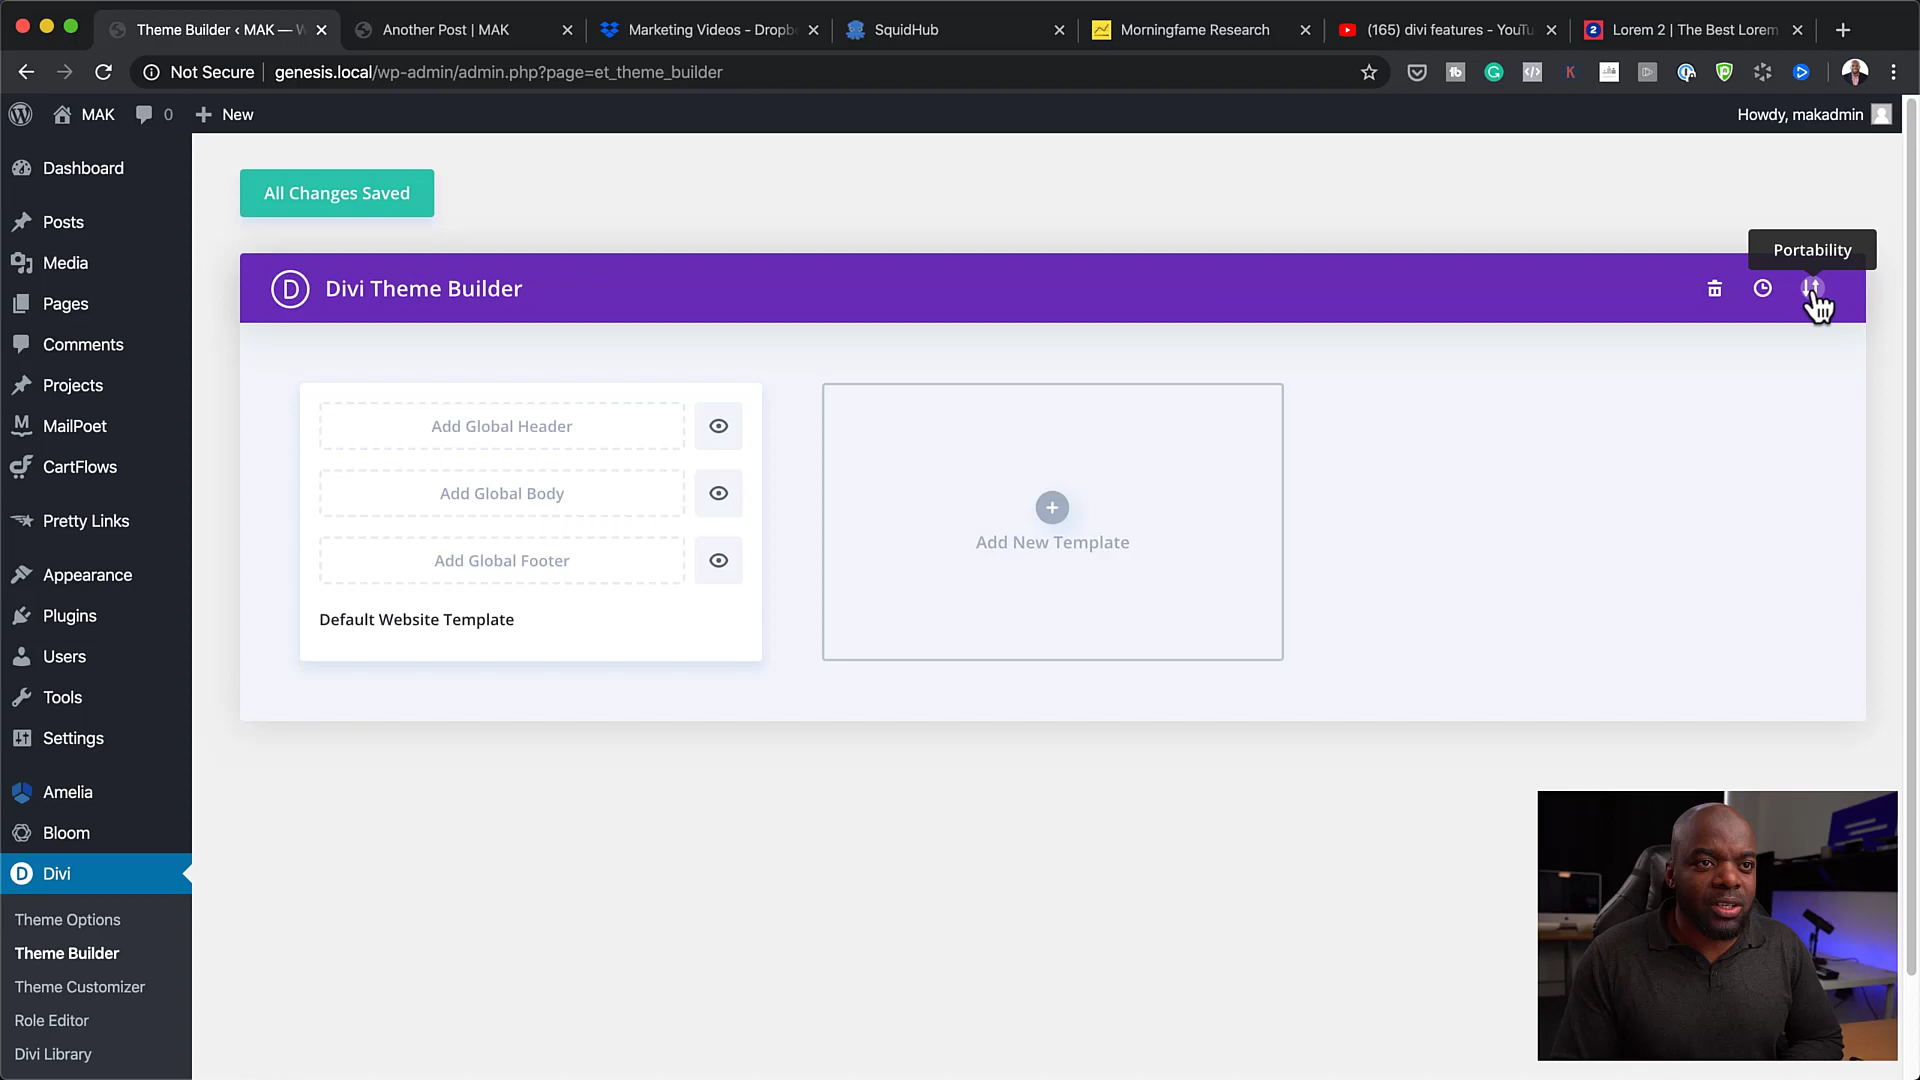 Theme Builder ‹ MAK — W
Another Post | MAK
Marketing Videos - Dropb
SquidHub
Morningfame Research
(165) divi features - YouTu
Lorem 2 | The Best Lorem
Not Secure
genesis.local/wp-admin/admin.php?page=et_theme_builder
MAK
0
New
Howdy, makadmin
Dashboard
Posts
Media
Pages
Comments
Projects
MailPoet
CartFlows
Pretty Links
Appearance
Plugins
Users
Tools
Settings
Amelia
Bloom
Divi
Theme Options
Theme Builder
Theme Customizer
Role Editor
Divi Library
All Changes Saved
Portability
D
Divi Theme Builder
Add Global Header
Add Global Body
Add Global Footer
Default Website Template
Add New Template